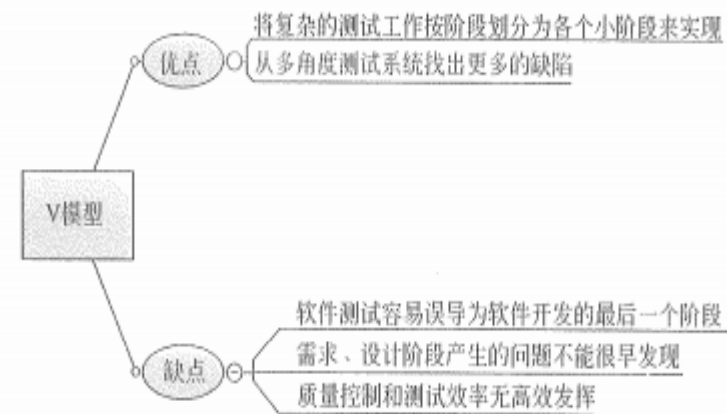 将复杂的测试工作按阶段划分为各个小阶段来实现
优点
从多角度测试系统找出更多的缺陷
V模型
软件测试容易误导为软件开发的最后一个阶段
需求、设计阶段产生的问题不能很早发现
缺点
质量控制和测试效率无高效发挥